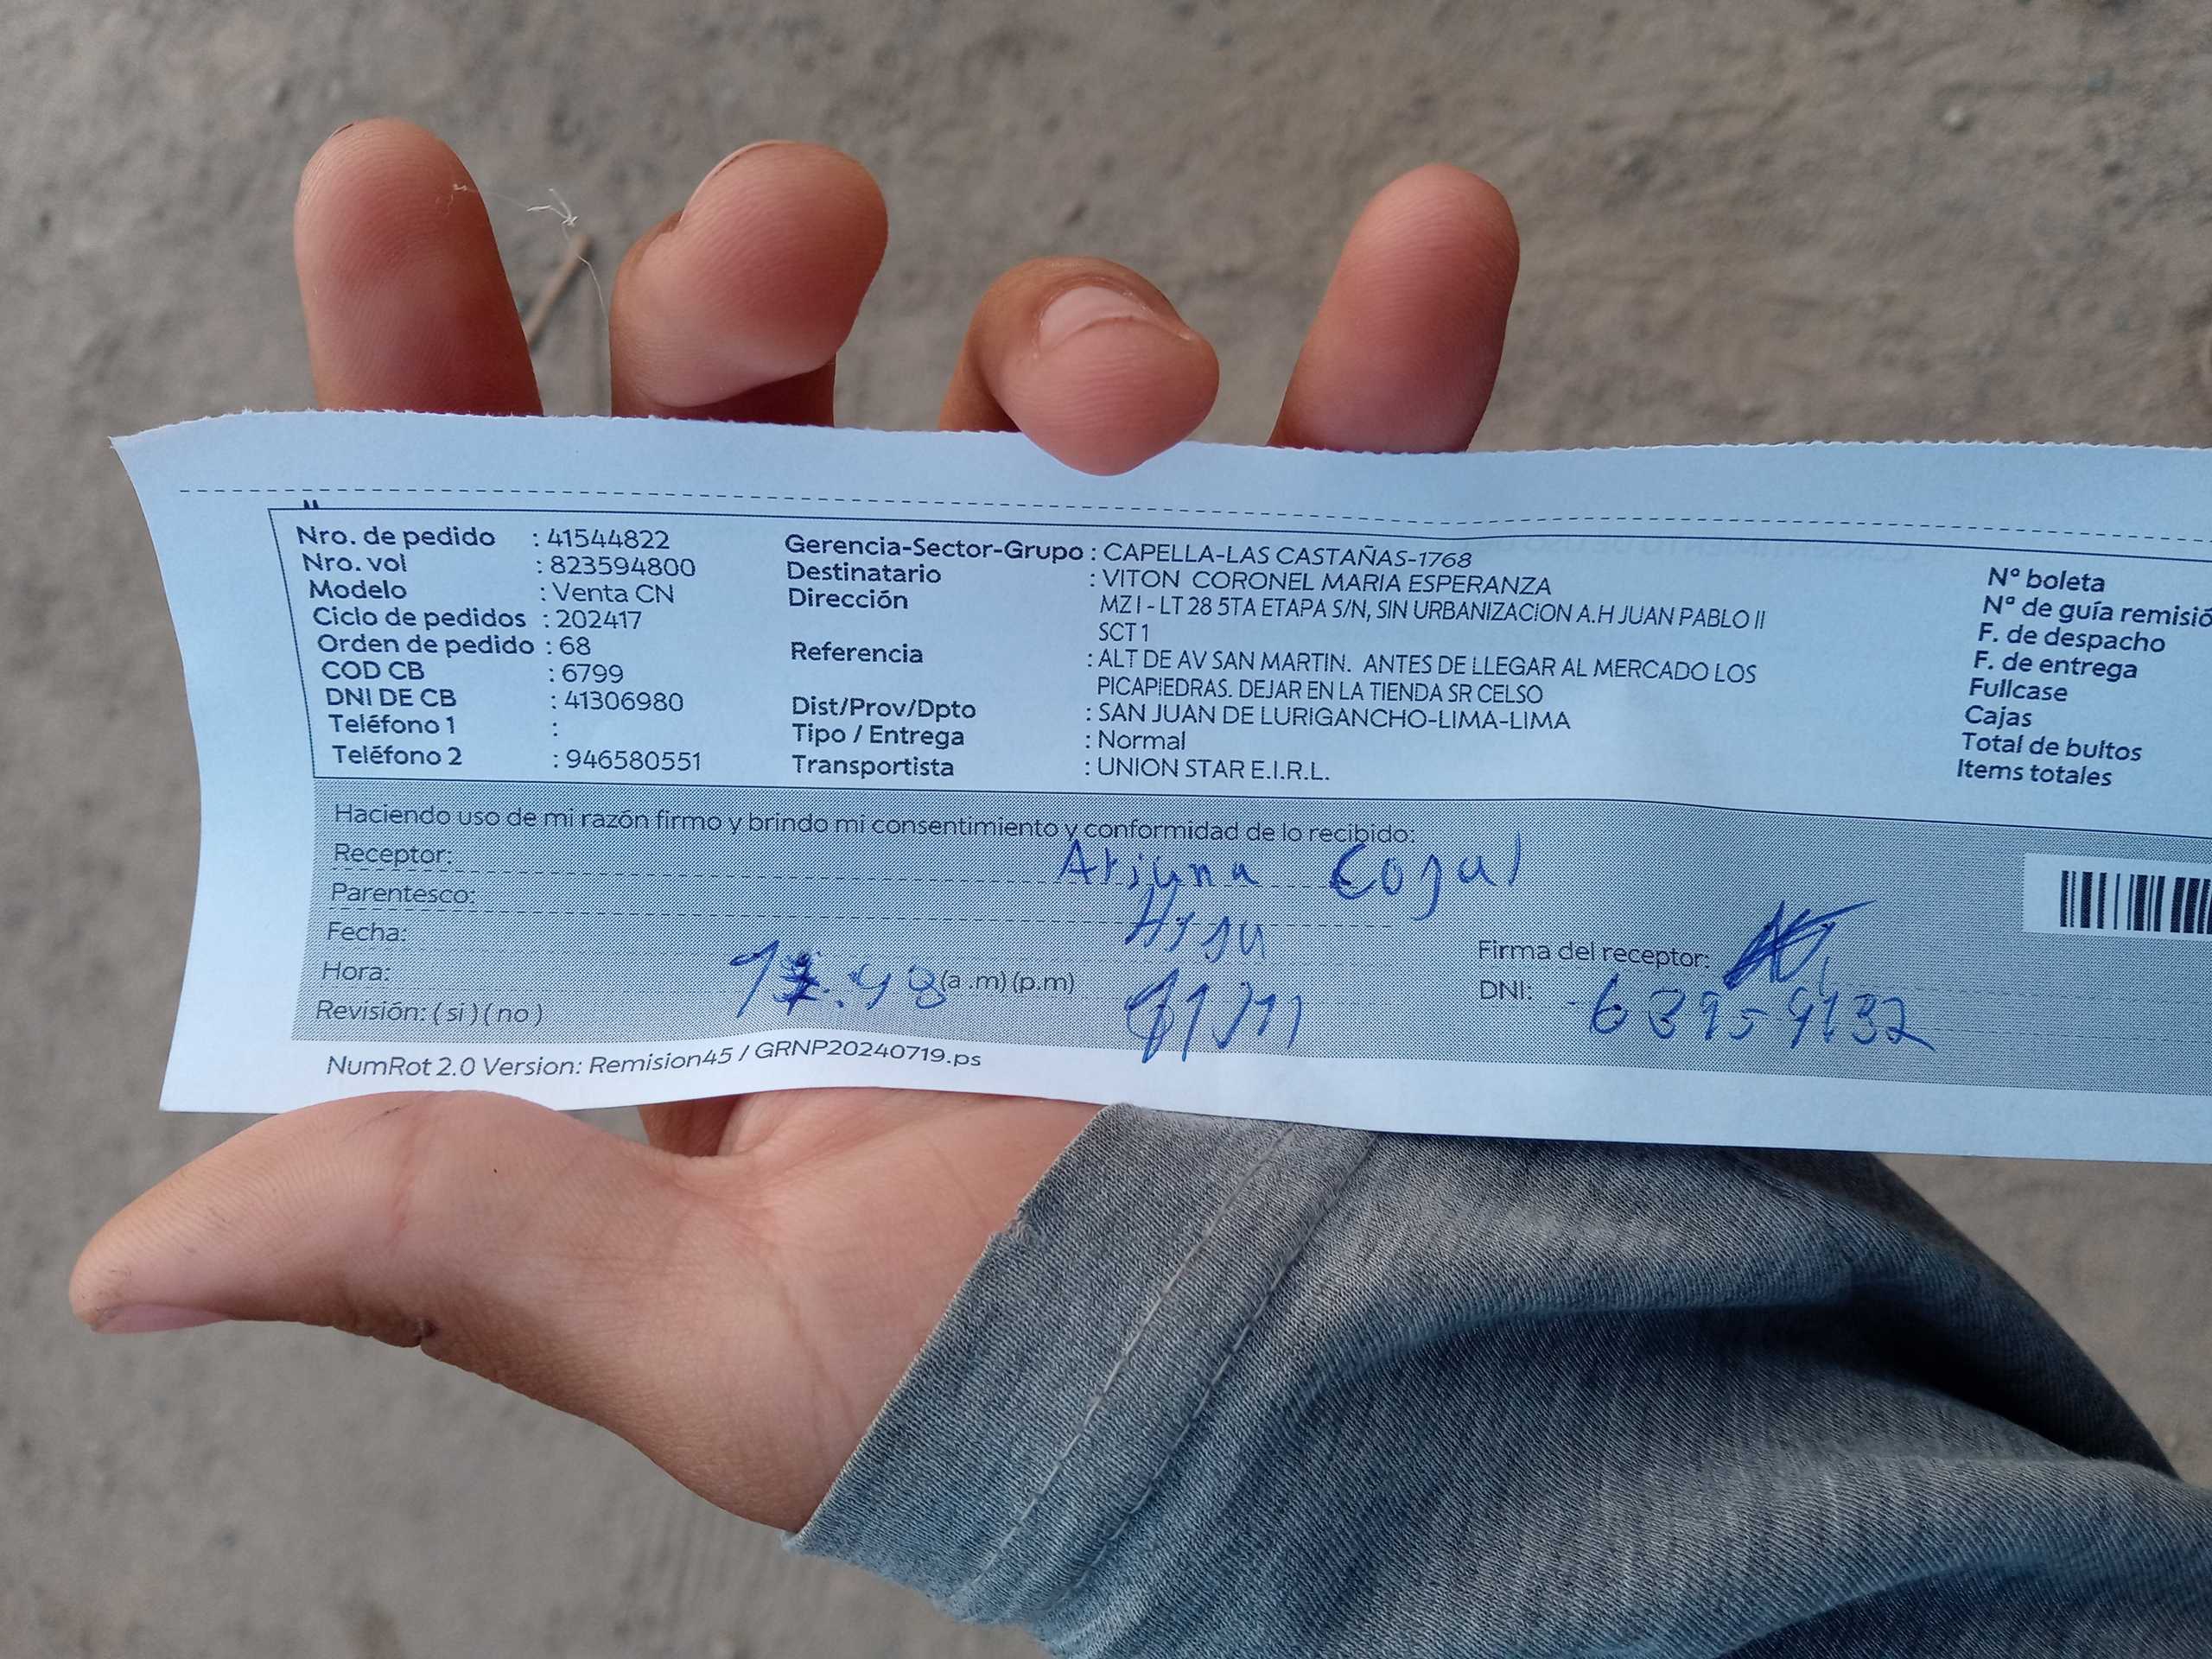 Nro. de pedido : 41544822
Nro. vol : 823594800
Modelo : Venta CN
Ciclo de pedidos : 202417
Orden de pedido : 68
COD CB : 6799
DNI DE CB : 41306980
Teléfono 1 :
Teléfono 2 : 946580551
Gerencia-Sector-Grupo : CAPELLA-LAS CASTAÑAS-1768
Destinatario : VITON CORONEL MARIA ESPERANZA
Dirección MZ I - LT 28 5TA ETAPA S/N, SIN URBANIZACION A.H JUAN PABLO II
SCT 1
Referencia : ALT DE AV SAN MARTIN. ANTES DE LLEGAR AL MERCADO LOS
PICAPIEDRAS. DEJAR EN LA TIENDA SR CELSO
Dist/Prov/Dpto : SAN JUAN DE LURIGANCHO-LIMA-LIMA
Tipo / Entrega : Normal
Transportista : UNION STAR E.I.R.L.
N° boleta
N° de guía remisió
F. de despacho
F. de entrega
Fullcase
Cajas
Total de bultos
Items totales
Haciendo uso de mi razón firmo y brindo mi consentimiento y conformidad de lo recibido:
Receptor: Ariana
Parentesco: Hija
Fecha:
Hora: (a .m) (p.m)
Revisión: ( si ) ( no )
Firma del receptor:
DNI:
NumRot 2.0 Version: Remision45 / GRNP20240719.ps